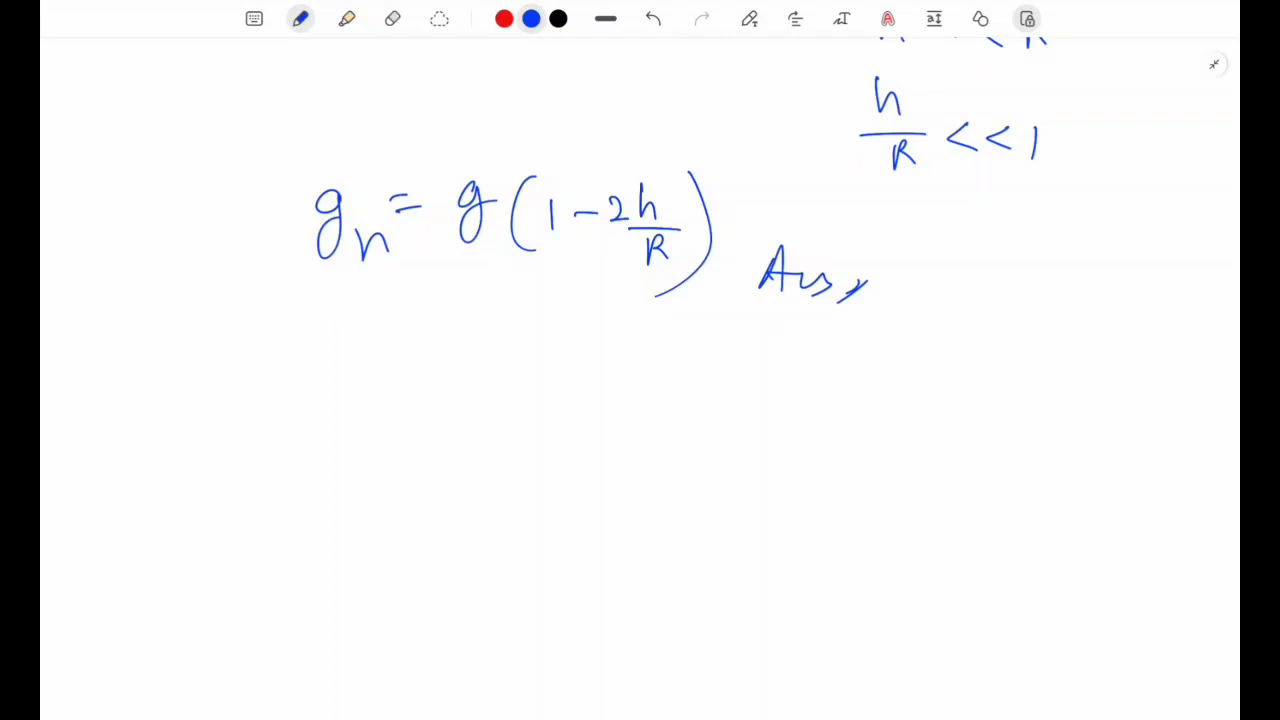 h/R << 1
g_h = g(1 - 2h/R)
Ans,